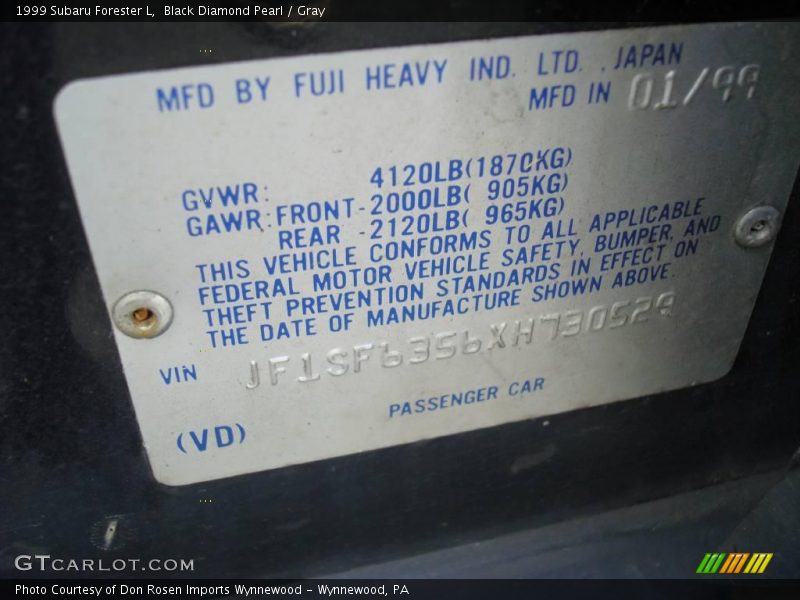 1999 Subaru Forester L, Black Diamond Pearl / Gray
MFD BY FUJI HEAVY IND. LTD. , JAPAN
MFD IN 01/99
GVWR: 4120LB(1870KG)
GAWR:FRONT-2000LB( 905KG)
REAR -2120LB( 965KG)
THIS VEHICLE CONFORMS TO ALL APPLICABLE
FEDERAL MOTOR VEHICLE SAFETY, BUMPER, AND
THEFT PREVENTION STANDARDS IN EFFECT ON
THE DATE OF MANUFACTURE SHOWN ABOVE.
VIN JF1SF6356XH730529
PASSENGER CAR
(VD)
GTCARLOT.COM
Photo Courtesy of Don Rosen Imports Wynnewood - Wynnewood, PA